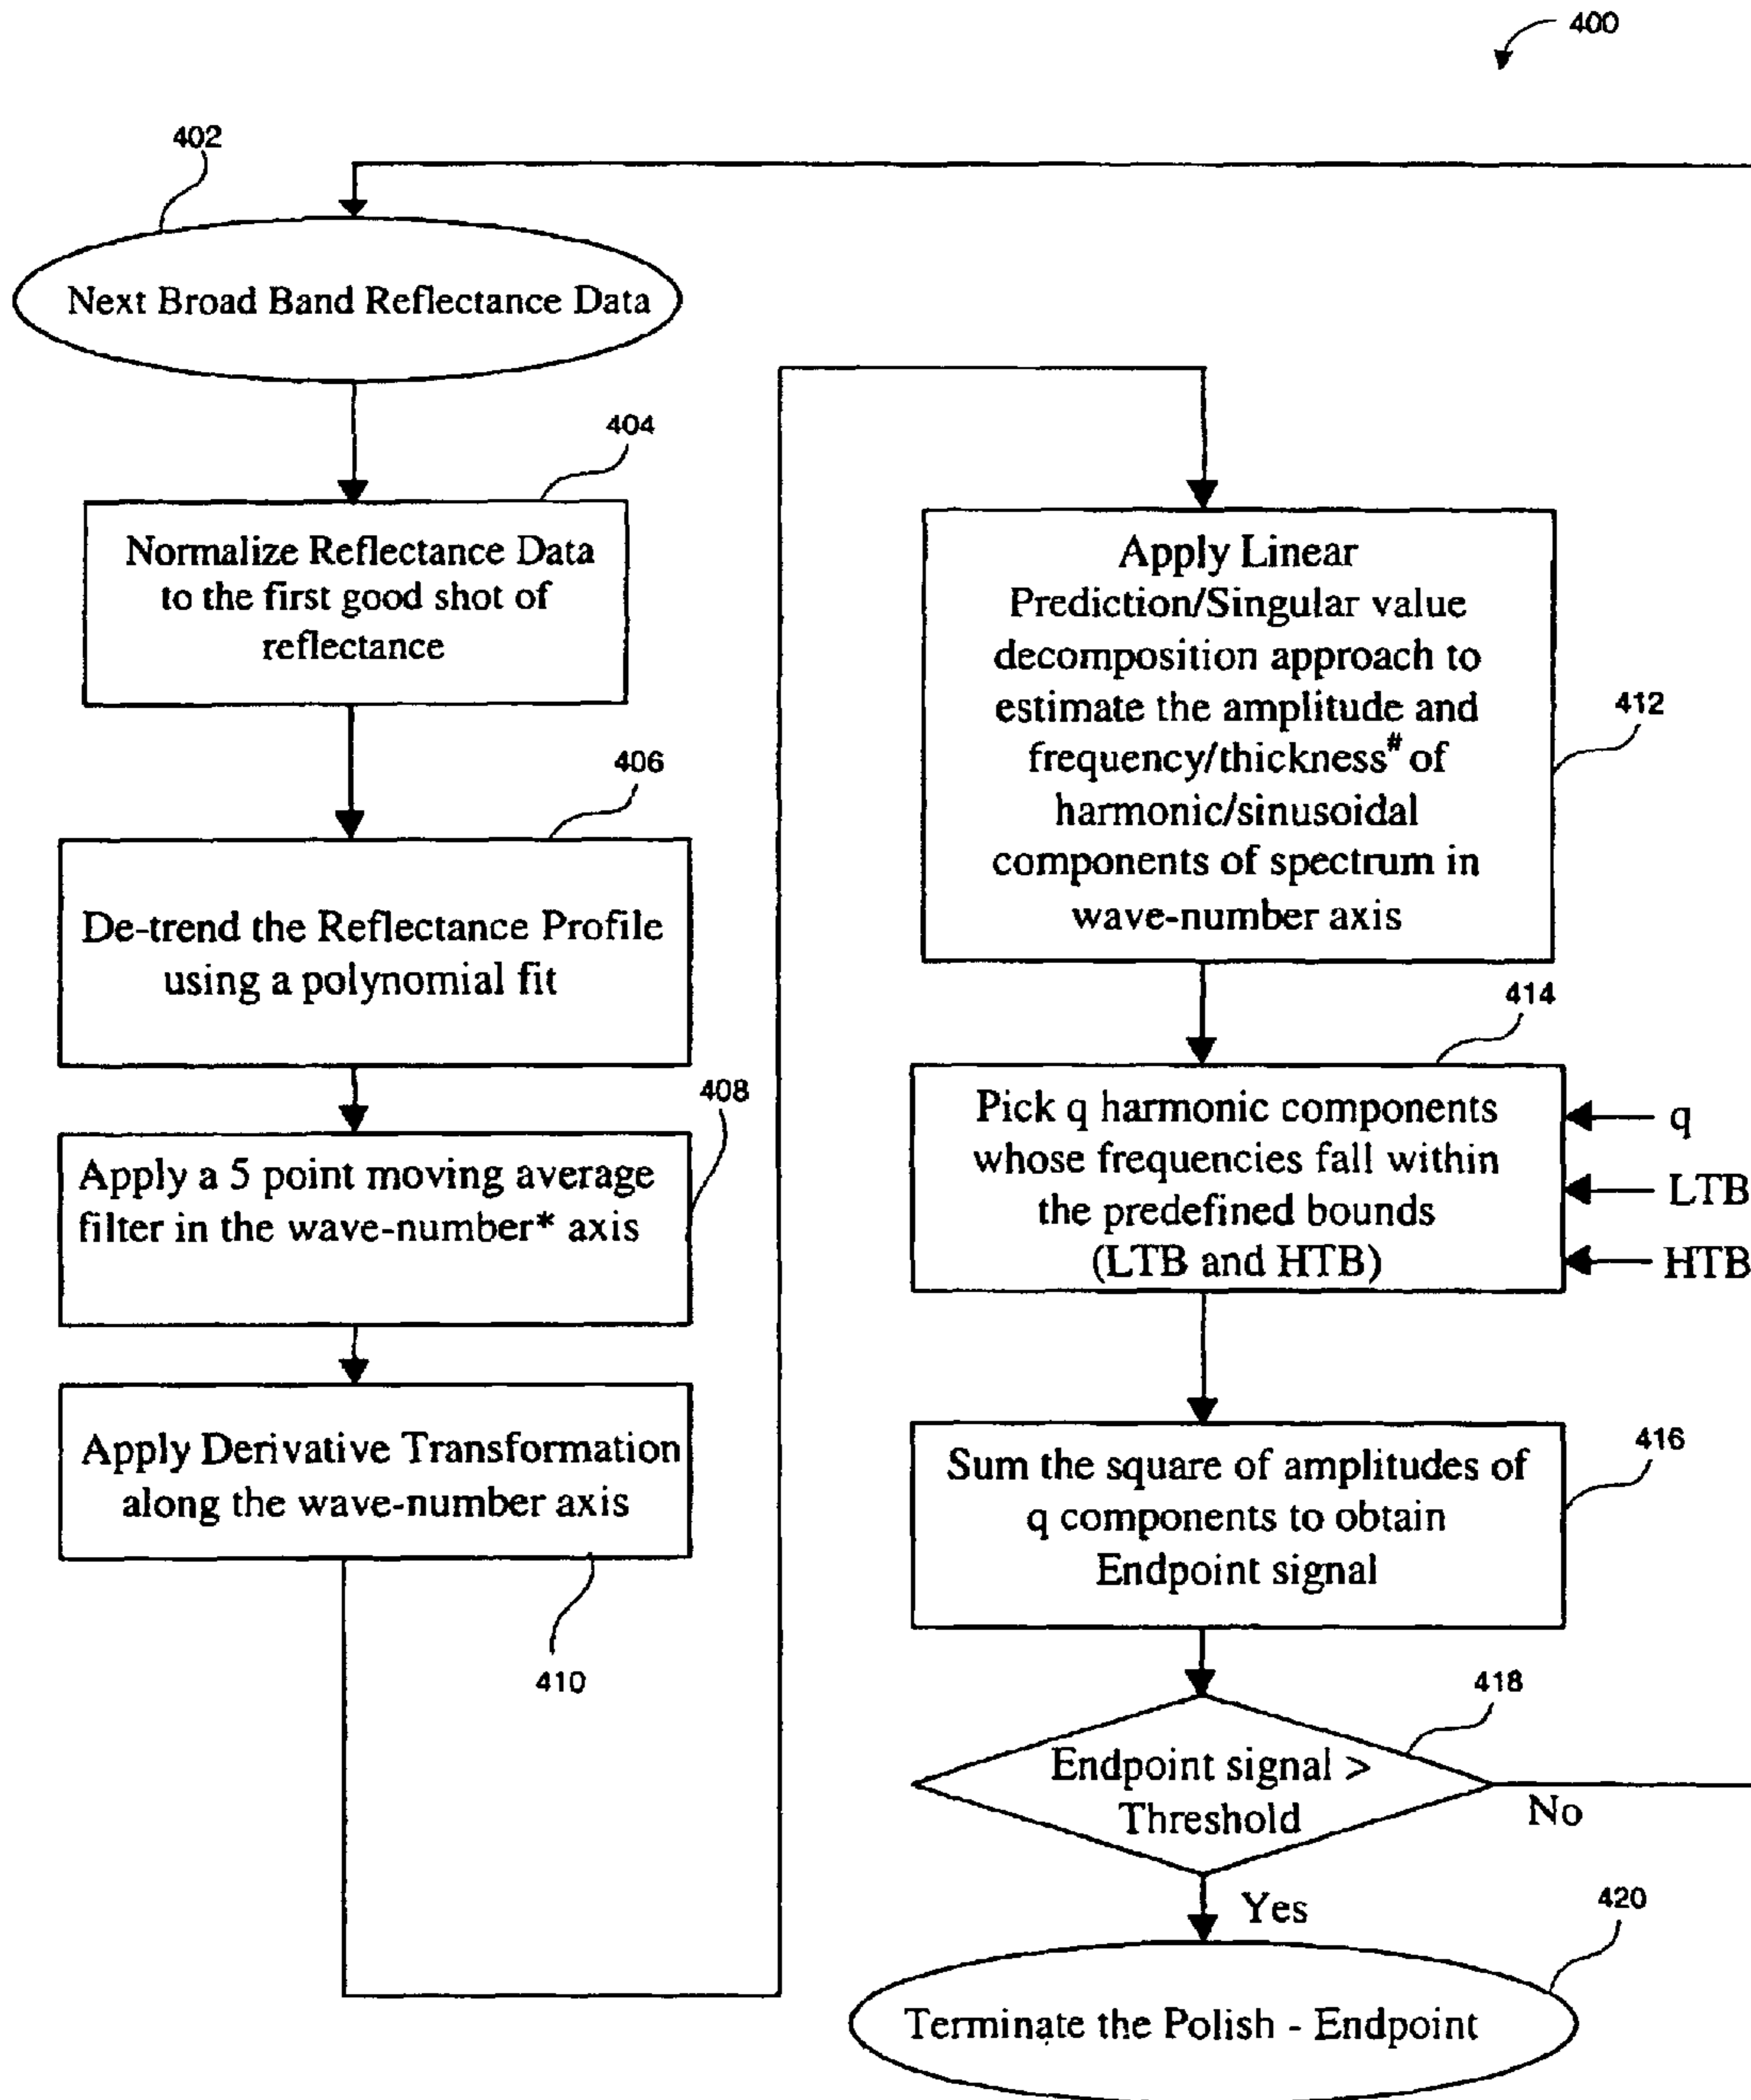 400
402
Next Broad Band Reflectance Data
404
Normalize Reflectance Data
to the first good shot of
reflectance
406
De-trend the Reflectance Profile
using a polynomial fit
408
Apply a 5 point moving average
filter in the wave-number* axis
Apply Derivative Transformation
along the wave-number axis
410
Apply Linear
Prediction/Singular value
decomposition approach to
estimate the amplitude and
frequency/thickness# of
harmonic/sinusoidal
components of spectrum in
wave-number axis
412
414
Pick q harmonic components
whose frequencies fall within
the predefined bounds
(LTB and HTB)
q
LTB
HTB
416
Sum the square of amplitudes of
q components to obtain
Endpoint signal
418
Endpoint signal >
Threshold
No
Yes
420
Terminate the Polish - Endpoint